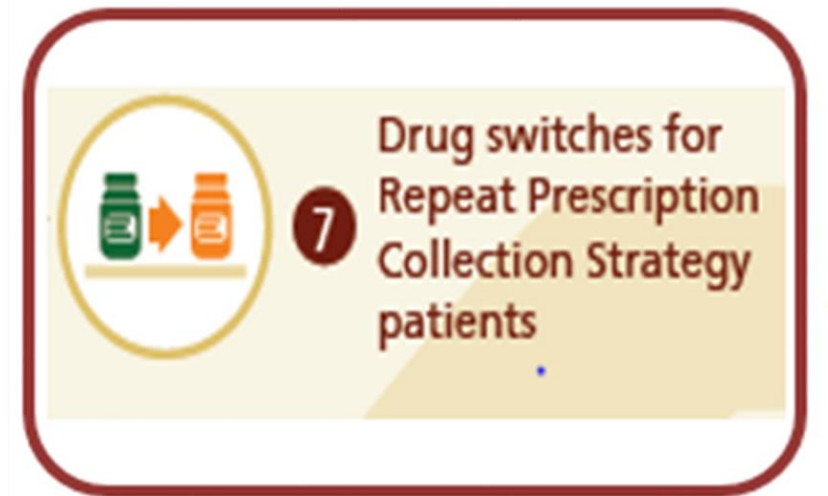 7
Drug switches for
Repeat Prescription
Collection Strategy
patients